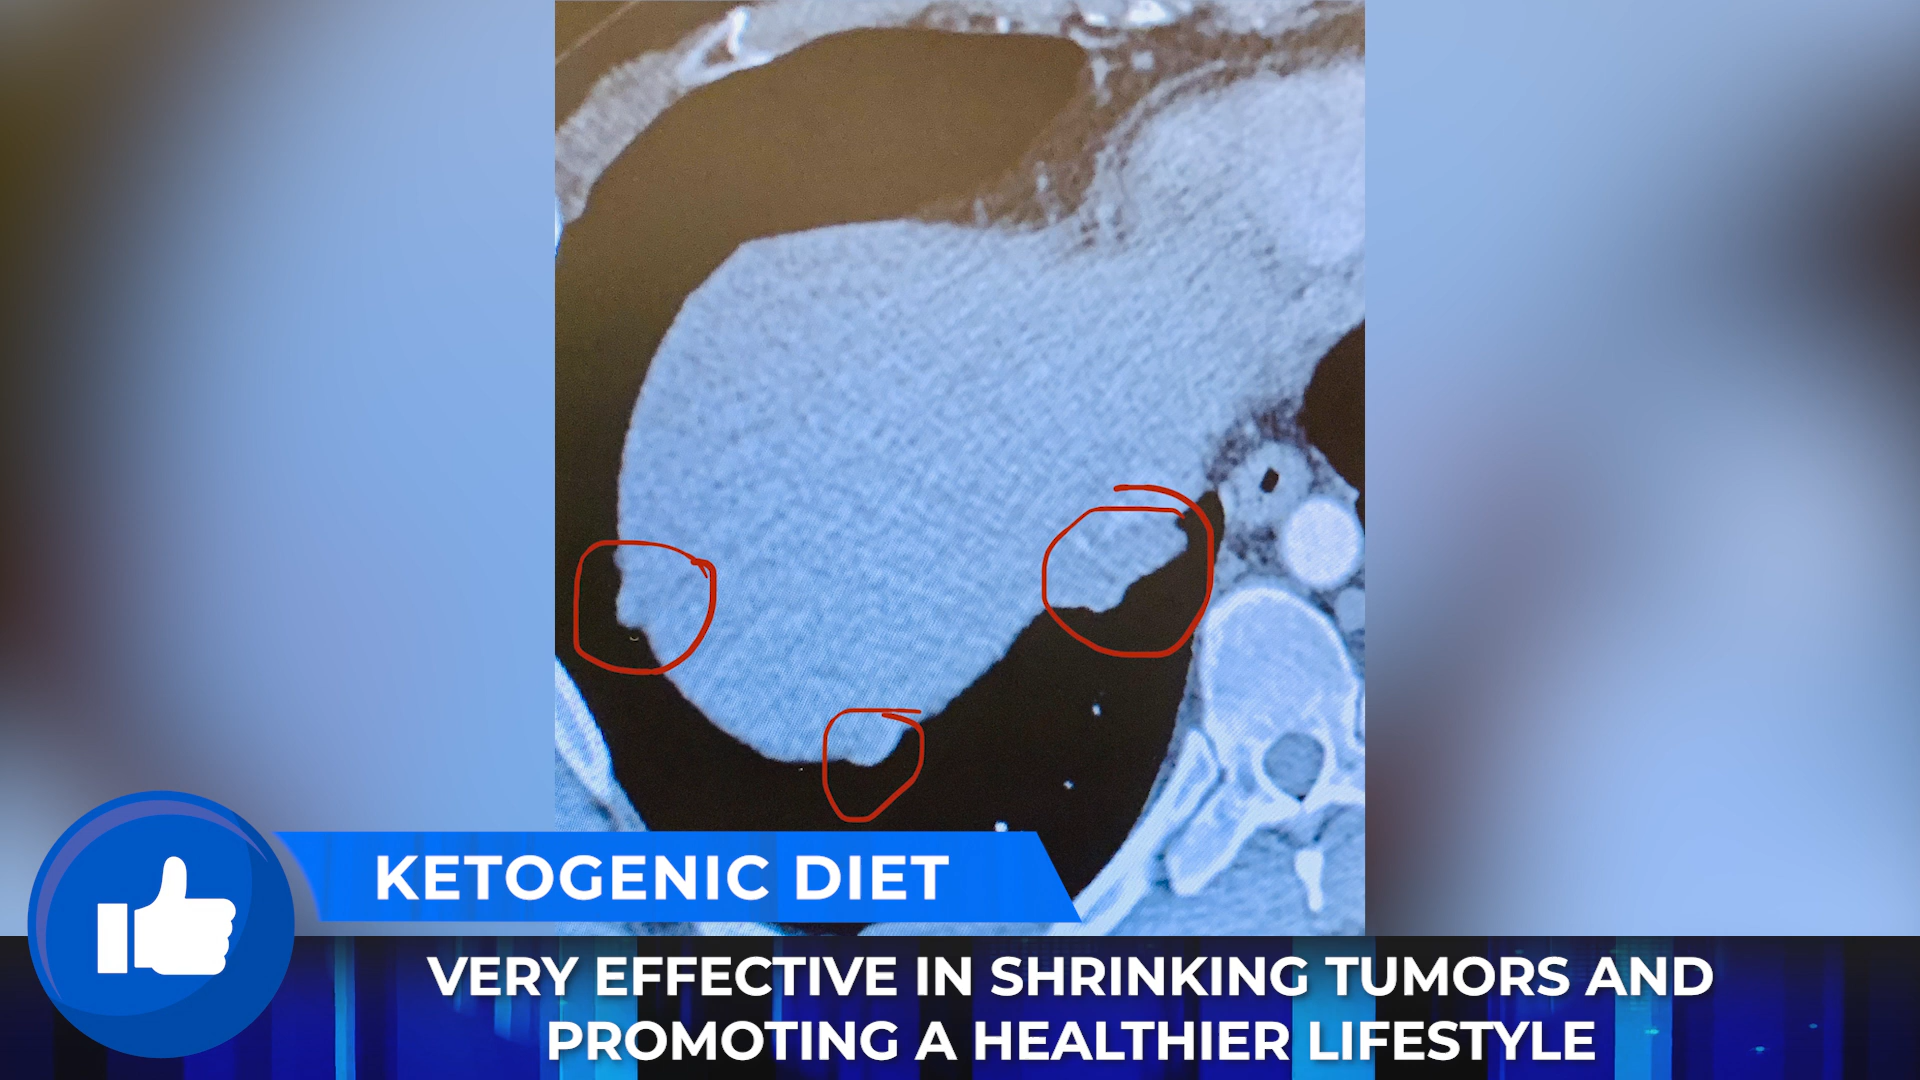 KETOGENIC DIET
VERY EFFECTIVE IN SHRINKING TUMORS AND
PROMOTING A HEALTHIER LIFESTYLE